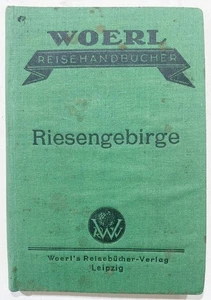 WOERL
REISEHANDBÜCHER
Riesengebirge
W
Woerl's Reisebücher-Verlag
Leipzig